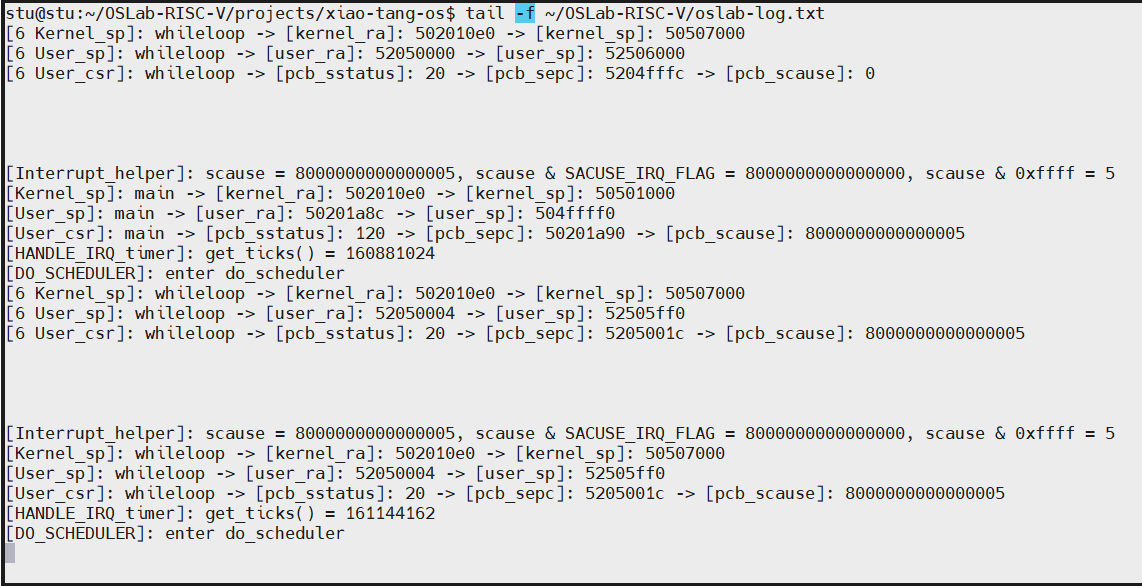 stu@stu:~/OSLab-RISC-V/projects/xiao-tang-os$ tail -f ~/OSLab-RISC-V/oslab-log.txt
[6 Kernel_sp]: whileloop -> [kernel_ra]: 502010e0 -> [kernel_sp]: 50507000
[6 User_sp]: whileloop -> [user_ra]: 52050000 -> [user_sp]: 52506000
[6 User_csr]: whileloop -> [pcb_sstatus]: 20 -> [pcb_sepc]: 5204fffc -> [pcb_scause]: 0
[Interrupt_helper]: scause = 8000000000000005, scause & SACUSE_IRQ_FLAG = 8000000000000000, scause & 0xffff = 5
[Kernel_sp]: main -> [kernel_ra]: 502010e0 -> [kernel_sp]: 50501000
[User_sp]: main -> [user_ra]: 50201a8c -> [user_sp]: 504ffff0
[User_csr]: main -> [pcb_sstatus]: 120 -> [pcb_sepc]: 50201a90 -> [pcb_scause]: 8000000000000005
[HANDLE_IRQ_timer]: get_ticks() = 160881024
[DO_SCHEDULER]: enter do_scheduler
[6 Kernel_sp]: whileloop -> [kernel_ra]: 502010e0 -> [kernel_sp]: 50507000
[6 User_sp]: whileloop -> [user_ra]: 52050004 -> [user_sp]: 52505ff0
[6 User_csr]: whileloop -> [pcb_sstatus]: 20 -> [pcb_sepc]: 5205001c -> [pcb_scause]: 8000000000000005
[Interrupt_helper]: scause = 8000000000000005, scause & SACUSE_IRQ_FLAG = 8000000000000000, scause & 0xffff = 5
[Kernel_sp]: whileloop -> [kernel_ra]: 502010e0 -> [kernel_sp]: 50507000
[User_sp]: whileloop -> [user_ra]: 52050004 -> [user_sp]: 52505ff0
[User_csr]: whileloop -> [pcb_sstatus]: 20 -> [pcb_sepc]: 5205001c -> [pcb_scause]: 8000000000000005
[HANDLE_IRQ_timer]: get_ticks() = 161144162
[DO_SCHEDULER]: enter do_scheduler